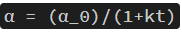 α = (α_0)/(1+kt)